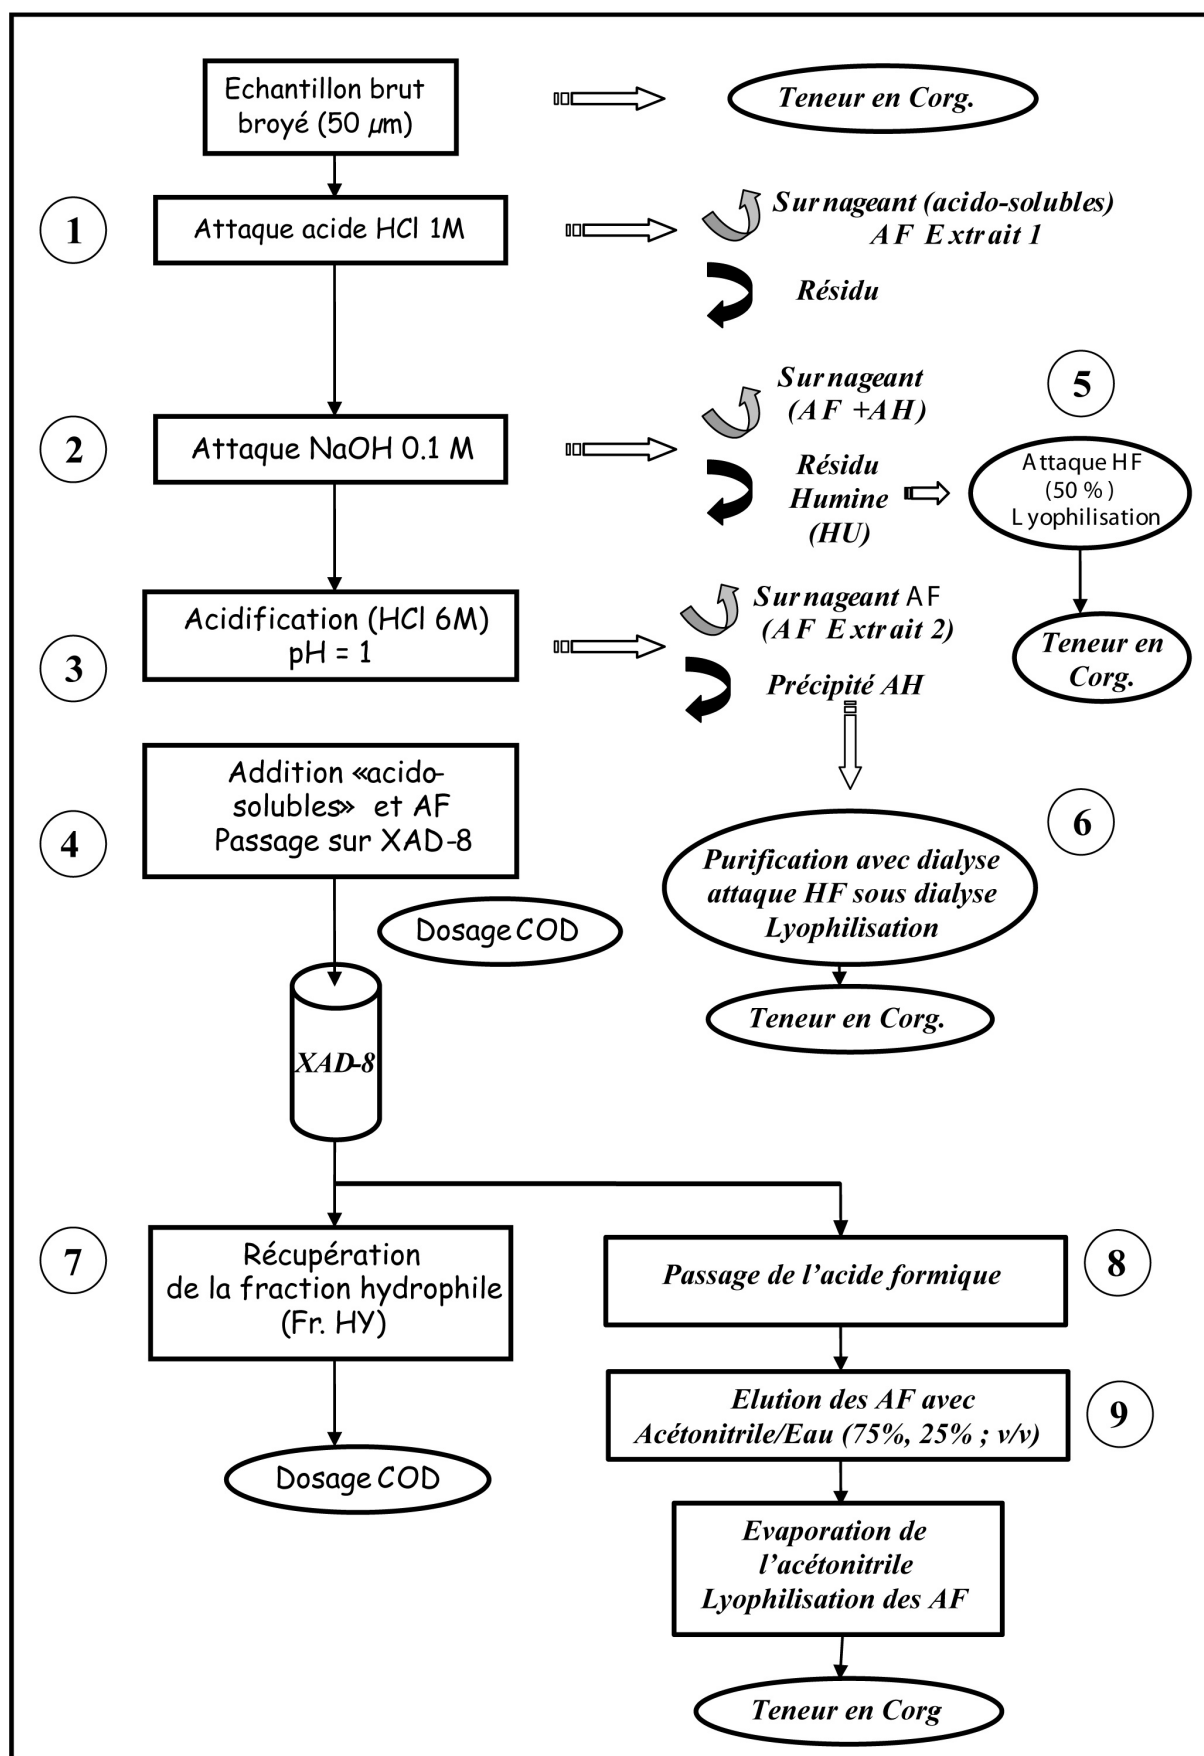 Echantillon brut
broyé (50 µm)
Teneur en Corg.
1
Attaque acide HCl 1M
Surnageant (acido-solubles)
AF Extrait 1
Résidu
2
Attaque NaOH 0.1 M
Surnageant
(AF +AH)
Résidu
Humine
(HU)
5
Attaque HF
(50 %)
Lyophilisation
Teneur en
Corg.
3
Acidification (HCl 6M)
pH = 1
Surnageant AF
(AF Extrait 2)
Précipité AH
4
Addition «acido-
solubles» et AF
Passage sur XAD-8
Dosage COD
6
Purification avec dialyse
attaque HF sous dialyse
Lyophilisation
Teneur en Corg.
XAD-8
7
Récupération
de la fraction hydrophile
(Fr. HY)
Dosage COD
Passage de l'acide formique
8
Elution des AF avec
Acétonitrile/Eau (75%, 25% ; v/v)
9
Evaporation de
l'acétonitrile
Lyophilisation des AF
Teneur en Corg